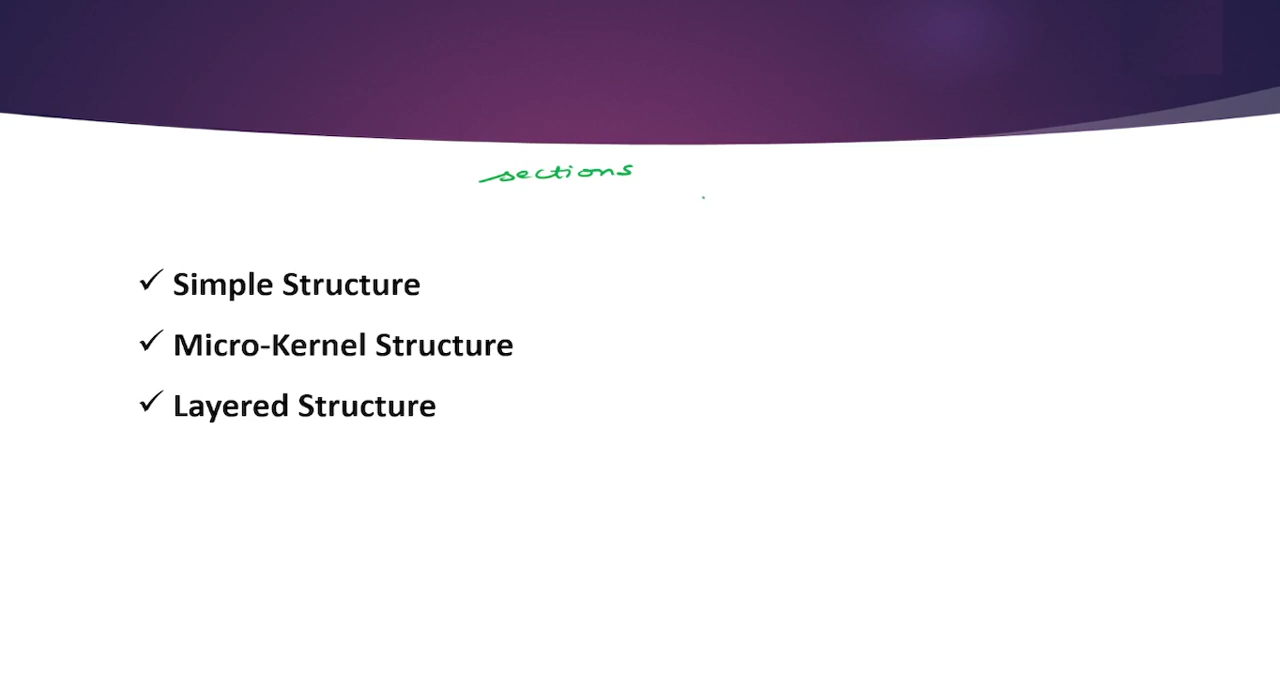 sections
Simple Structure
Micro-Kernel Structure
Layered Structure